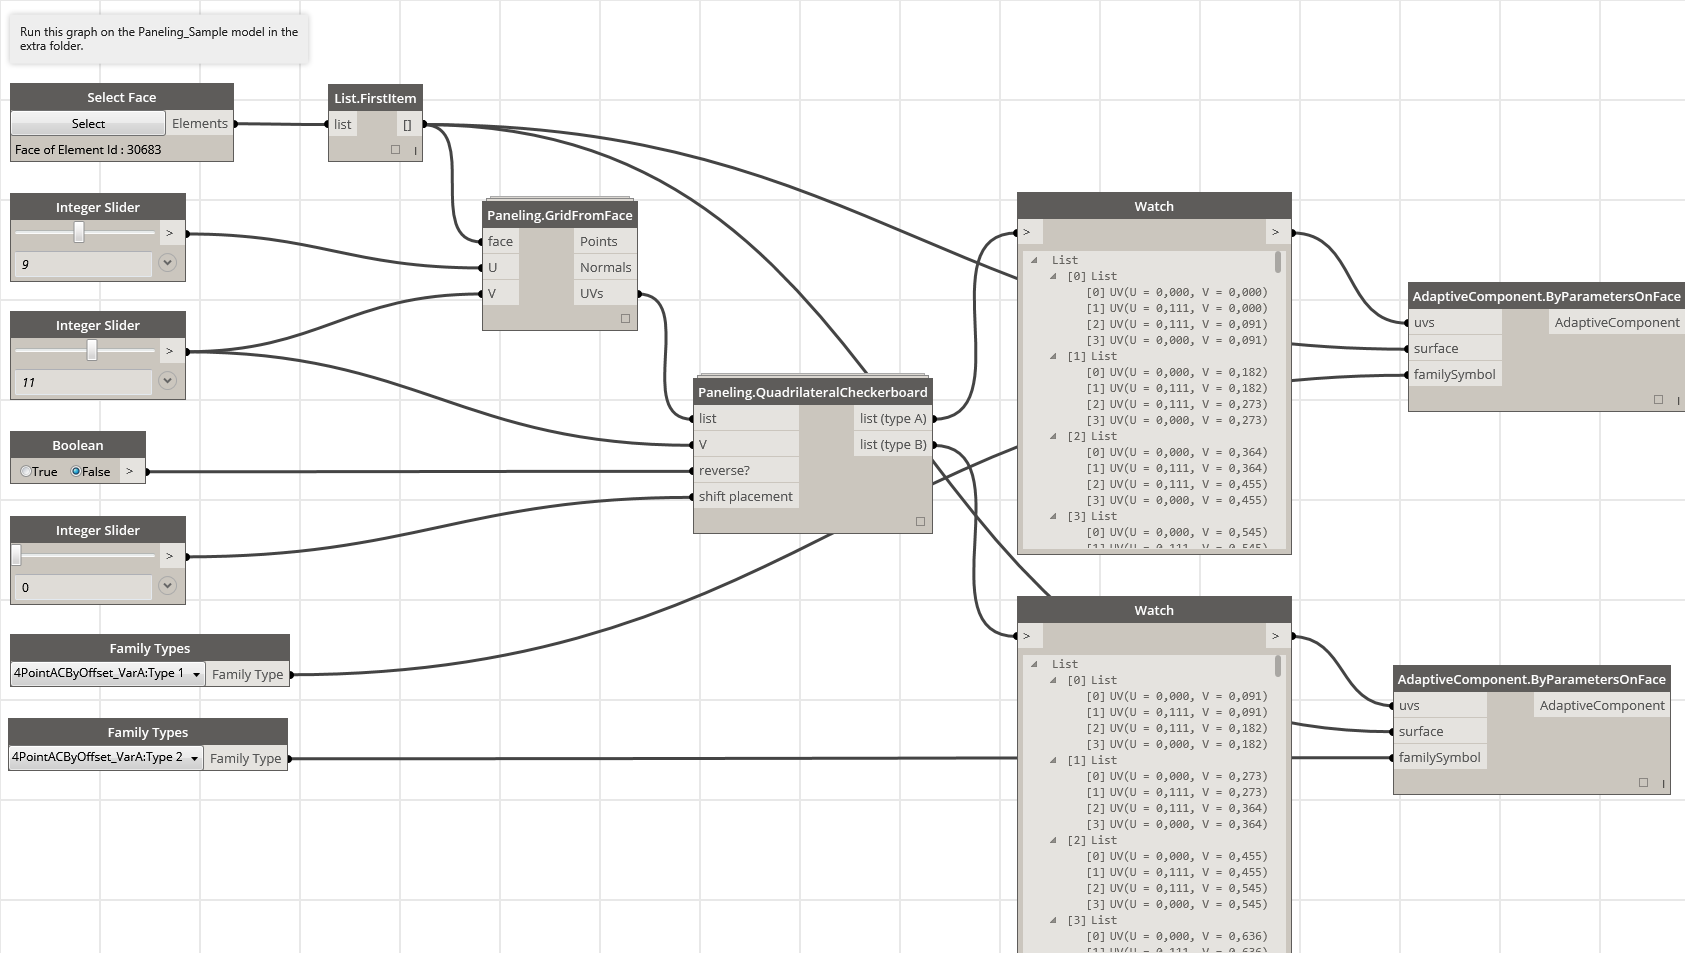 Run this graph on the Paneling_Sample model in the
extra folder.
Select Face
Select
Elements
Face of Element Id : 30683
List.FirstItem
list
[]
I
Integer Slider
>
9
Integer Slider
>
11
Boolean
True
False
>
Integer Slider
>
0
Family Types
4PointACByOffset_VarA:Type 1
Family Type
Family Types
4PointACByOffset_VarA:Type 2
Family Type
Paneling.GridFromFace
face
Points
U
Normals
V
UVs
Paneling.QuadrilateralCheckerboard
list
list (type A)
V
list (type B)
reverse?
shift placement
Watch
>
>
List
[0] List
[0] UV(U = 0,000, V = 0,000)
[1] UV(U = 0,111, V = 0,000)
[2] UV(U = 0,111, V = 0,091)
[3] UV(U = 0,000, V = 0,091)
[1] List
[0] UV(U = 0,000, V = 0,182)
[1] UV(U = 0,111, V = 0,182)
[2] UV(U = 0,111, V = 0,273)
[3] UV(U = 0,000, V = 0,273)
[2] List
[0] UV(U = 0,000, V = 0,364)
[1] UV(U = 0,111, V = 0,364)
[2] UV(U = 0,111, V = 0,455)
[3] UV(U = 0,000, V = 0,455)
[3] List
[0] UV(U = 0,000, V = 0,545)
[1] UV(U = 0,111, V = 0,545)
Watch
>
>
List
[0] List
[0] UV(U = 0,000, V = 0,091)
[1] UV(U = 0,111, V = 0,091)
[2] UV(U = 0,111, V = 0,182)
[3] UV(U = 0,000, V = 0,182)
[1] List
[0] UV(U = 0,000, V = 0,273)
[1] UV(U = 0,111, V = 0,273)
[2] UV(U = 0,111, V = 0,364)
[3] UV(U = 0,000, V = 0,364)
[2] List
[0] UV(U = 0,000, V = 0,455)
[1] UV(U = 0,111, V = 0,455)
[2] UV(U = 0,111, V = 0,545)
[3] UV(U = 0,000, V = 0,545)
[3] List
[0] UV(U = 0,000, V = 0,636)
[1] UV(U = 0,111, V = 0,636)
AdaptiveComponent.ByParametersOnFace
uvs
AdaptiveComponent
surface
familySymbol
I
AdaptiveComponent.ByParametersOnFace
uvs
AdaptiveComponent
surface
familySymbol
I